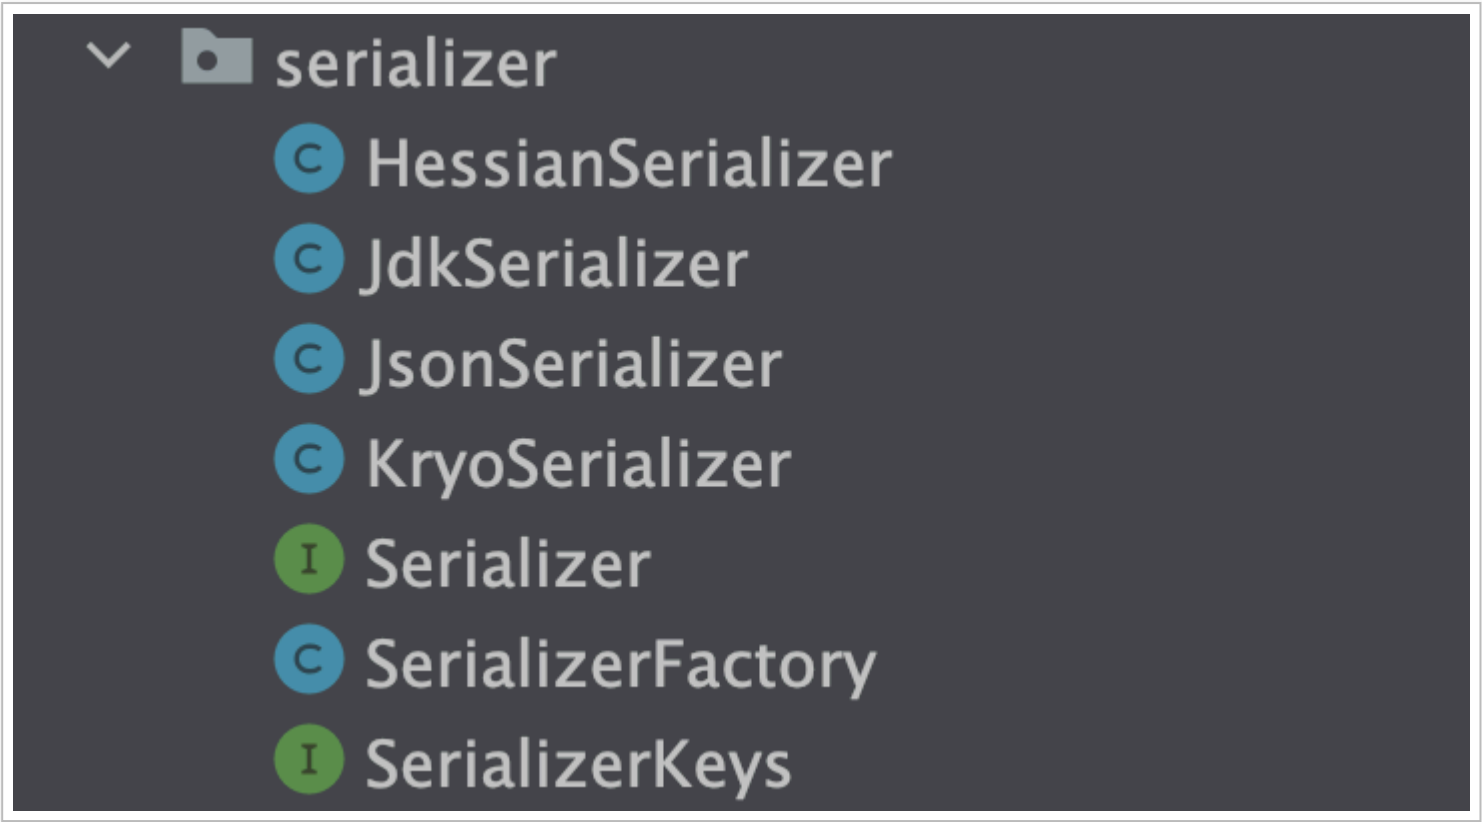 serializer
C HessianSerializer
C JdkSerializer
C JsonSerializer
C KryoSerializer
I Serializer
C SerializerFactory
I SerializerKeys